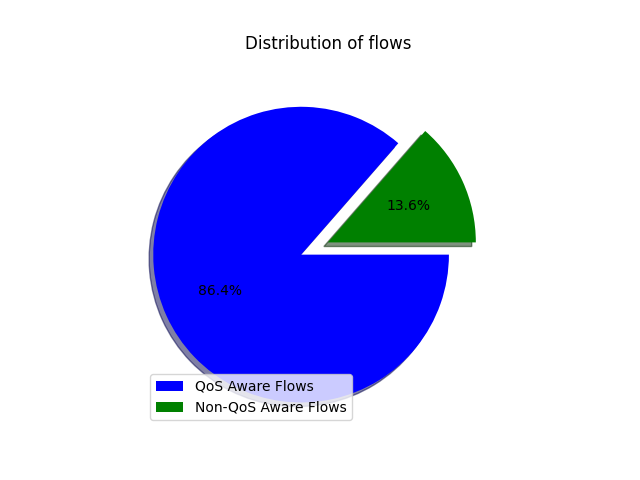 Distribution of flows
13.6%
86.4%
QoS Aware Flows
Non-QoS Aware Flows